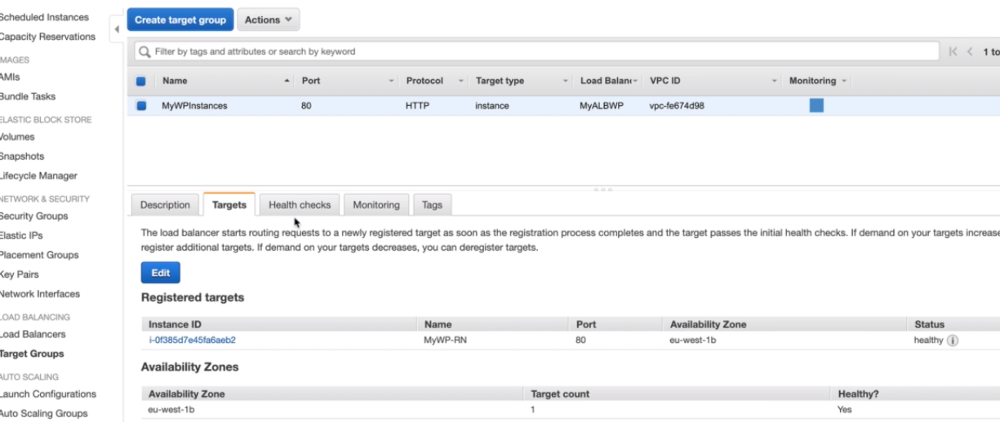 Scheduled Instances
Capacity Reservations
IMAGES
AMIs
Bundle Tasks
ELASTIC BLOCK STORE
Volumes
Snapshots
Lifecycle Manager
NETWORK & SECURITY
Security Groups
Elastic IPs
Placement Groups
Key Pairs
Network Interfaces
LOAD BALANCING
Load Balancers
Target Groups
AUTO SCALING
Launch Configurations
Auto Scaling Groups
Create target group Actions
Filter by tags and attributes or search by keyword 1 to
Name Port Protocol Target type Load Balanc VPC ID Monitoring
MyWPInstances 80 HTTP instance MyALBWP vpc-fe674d98
Description Targets Health checks Monitoring Tags
The load balancer starts routing requests to a newly registered target as soon as the registration process completes and the target passes the initial health checks. If demand on your targets increase
register additional targets. If demand on your targets decreases, you can deregister targets.
Edit
Registered targets
Instance ID Name Port Availability Zone Status
i-0f385d7e45fa6aeb2 MyWP-RN 80 eu-west-1b healthy
Availability Zones
Availability Zone Target count Healthy?
eu-west-1b 1 Yes